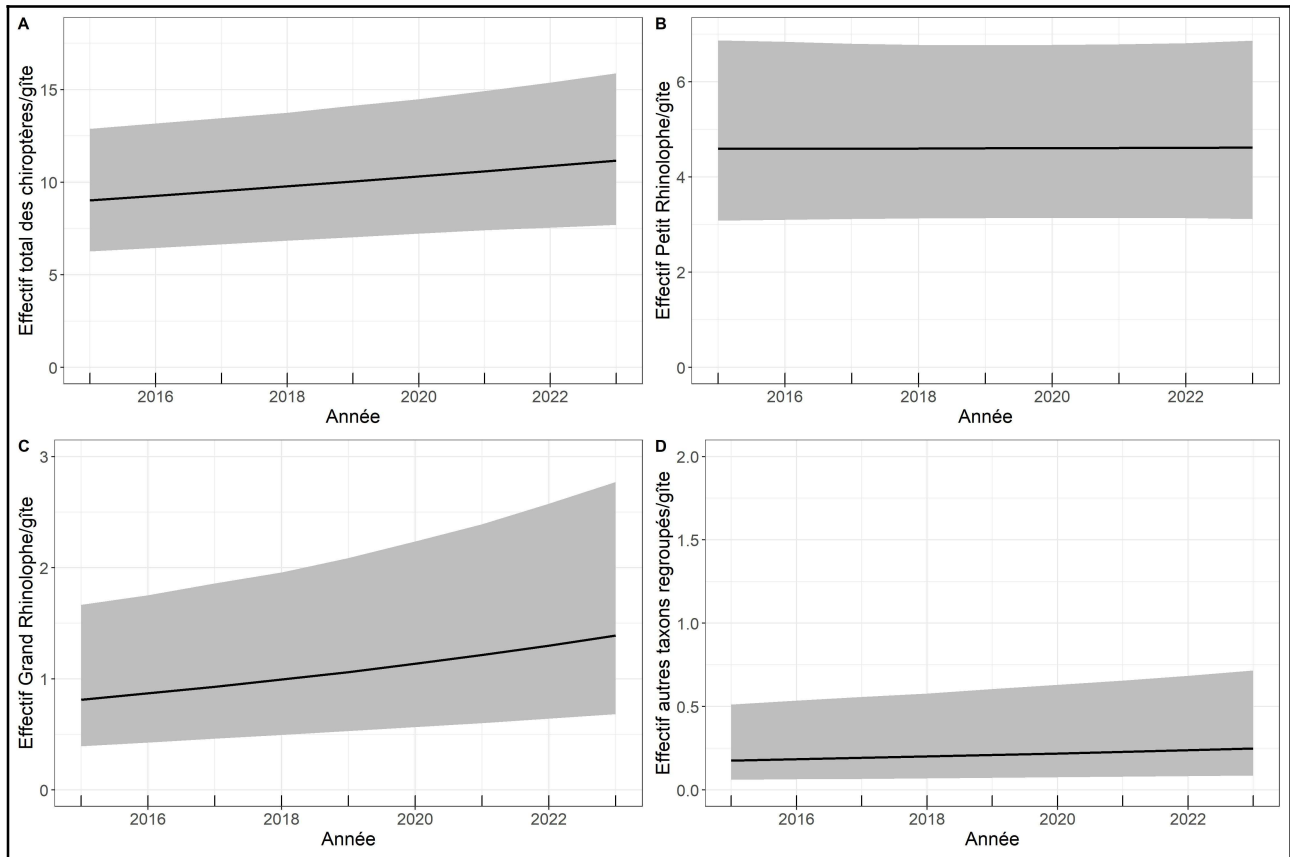 A
Effectif total des chiroptères/gîte
15
10
5
0
2016 2018 2020 2022
Année
B
Effectif Petit Rhinolophe/gîte
6
4
2
0
2016 2018 2020 2022
Année
C
Effectif Grand Rhinolophe/gîte
3
2
1
0
2016 2018 2020 2022
Année
D
Effectif autres taxons regroupés/gîte
2.0
1.5
1.0
0.5
0.0
2016 2018 2020 2022
Année